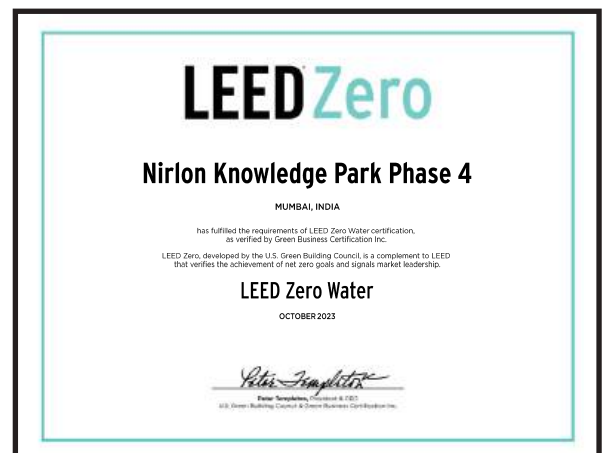 LEED Zero
Nirlon Knowledge Park Phase 4
MUMBAI, INDIA
has fulfilled the requirements of LEED Zero Water certification,
as verified by Green Business Certification Inc.
LEED Zero, developed by the U.S. Green Building Council, is a complement to LEED
that verifies the achievement of net zero goals and signals market leadership.
LEED Zero Water
OCTOBER 2023
Peter Templeton
Peter Templeton, President & CEO
U.S. Green Building Council & Green Business Certification Inc.